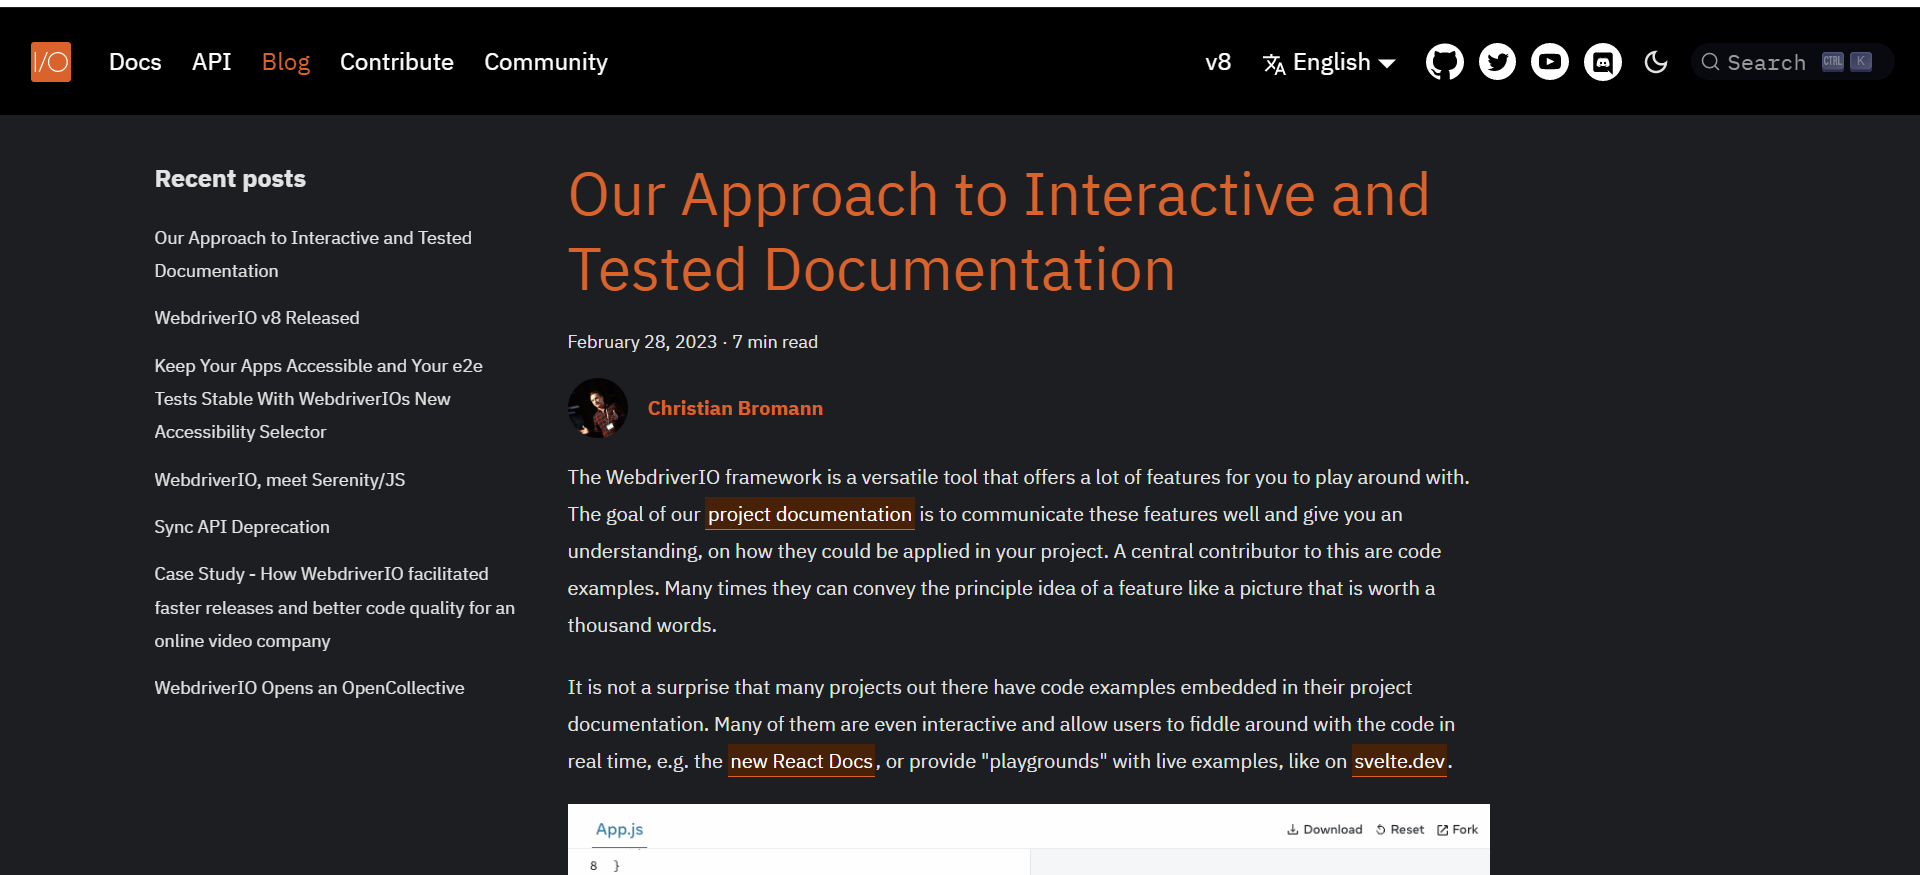 I/O Docs API Blog Contribute Community v8 English Search CTRL K
Recent posts
Our Approach to Interactive and Tested
Documentation
WebdriverIO v8 Released
Keep Your Apps Accessible and Your e2e
Tests Stable With WebdriverIOs New
Accessibility Selector
WebdriverIO, meet Serenity/JS
Sync API Deprecation
Case Study - How WebdriverIO facilitated
faster releases and better code quality for an
online video company
WebdriverIO Opens an OpenCollective
Our Approach to Interactive and
Tested Documentation
February 28, 2023 · 7 min read
Christian Bromann
The WebdriverIO framework is a versatile tool that offers a lot of features for you to play around with.
The goal of our project documentation is to communicate these features well and give you an
understanding, on how they could be applied in your project. A central contributor to this are code
examples. Many times they can convey the principle idea of a feature like a picture that is worth a
thousand words.
It is not a surprise that many projects out there have code examples embedded in their project
documentation. Many of them are even interactive and allow users to fiddle around with the code in
real time, e.g. the new React Docs, or provide "playgrounds" with live examples, like on svelte.dev.
App.js Download Reset Fork
8 }